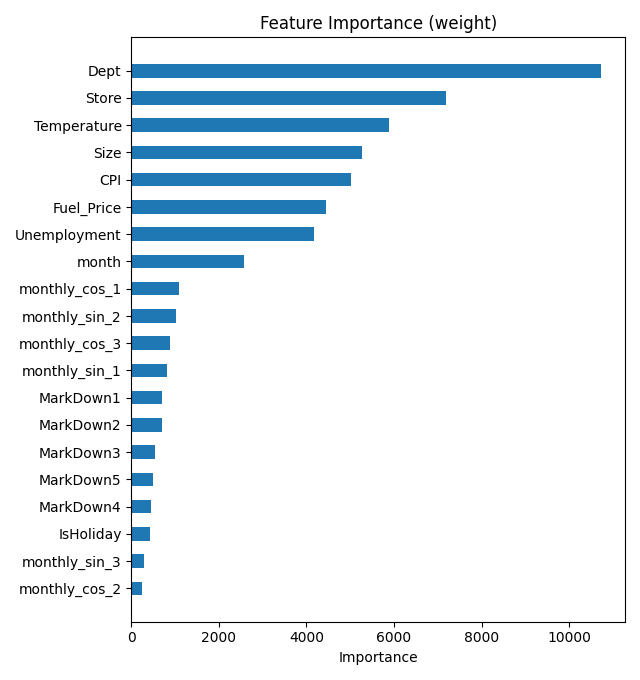 Feature Importance (weight)
Dept
Store
Temperature
Size
CPI
Fuel_Price
Unemployment
month
monthly_cos_1
monthly_sin_2
monthly_cos_3
monthly_sin_1
MarkDown1
MarkDown2
MarkDown3
MarkDown5
MarkDown4
IsHoliday
monthly_sin_3
monthly_cos_2
0 2000 4000 6000 8000 10000
Importance